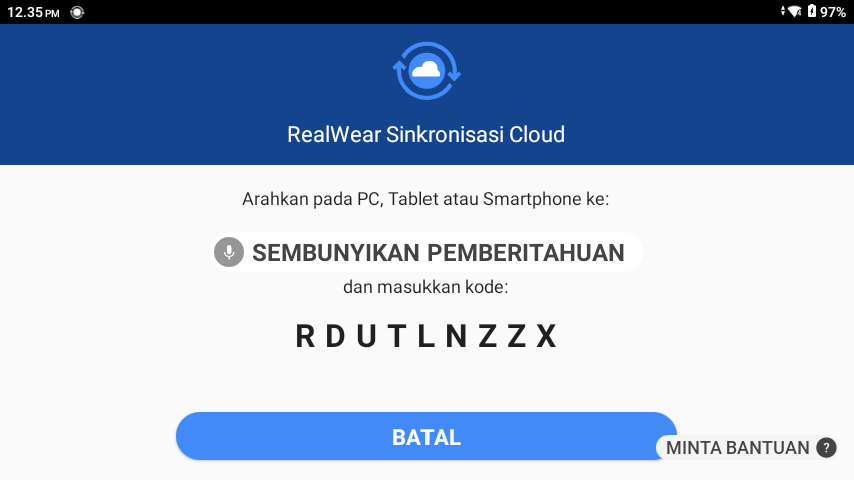 12.35 PM
97%
RealWear Sinkronisasi Cloud
Arahkan pada PC, Tablet atau Smartphone ke:
SEMBUNYIKAN PEMBERITAHUAN
dan masukkan kode:
RDUTLNZZX
BATAL
MINTA BANTUAN ?